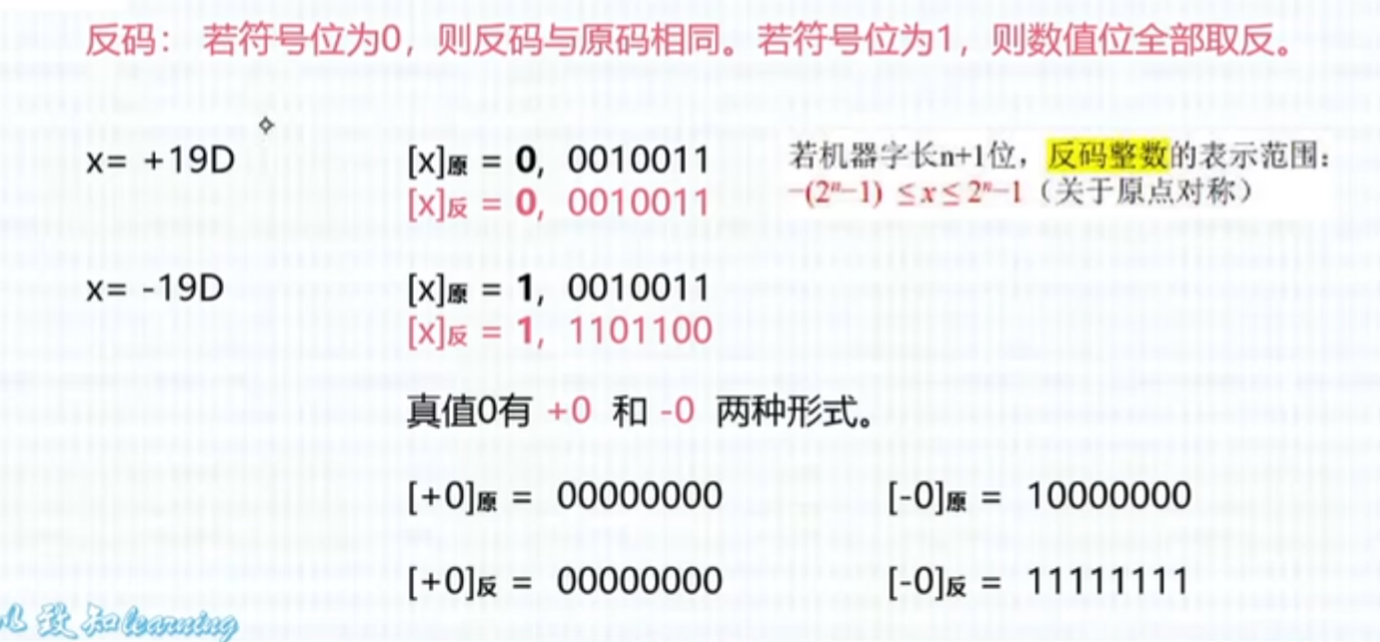 反码： 若符号位为0，则反码与原码相同。若符号位为1，则数值位全部取反。
x= +19D
[x]原 = 0, 0010011
[x]反 = 0, 0010011
若机器字长n+1位，反码整数的表示范围：
−(2ⁿ−1) ≤x≤2ⁿ−1（关于原点对称）
x= -19D
[x]原 = 1, 0010011
[x]反 = 1, 1101100
真值0有 +0 和 -0 两种形式。
[+0]原 = 00000000 [-0]原 = 10000000
[+0]反 = 00000000 [-0]反 = 11111111
致知learning